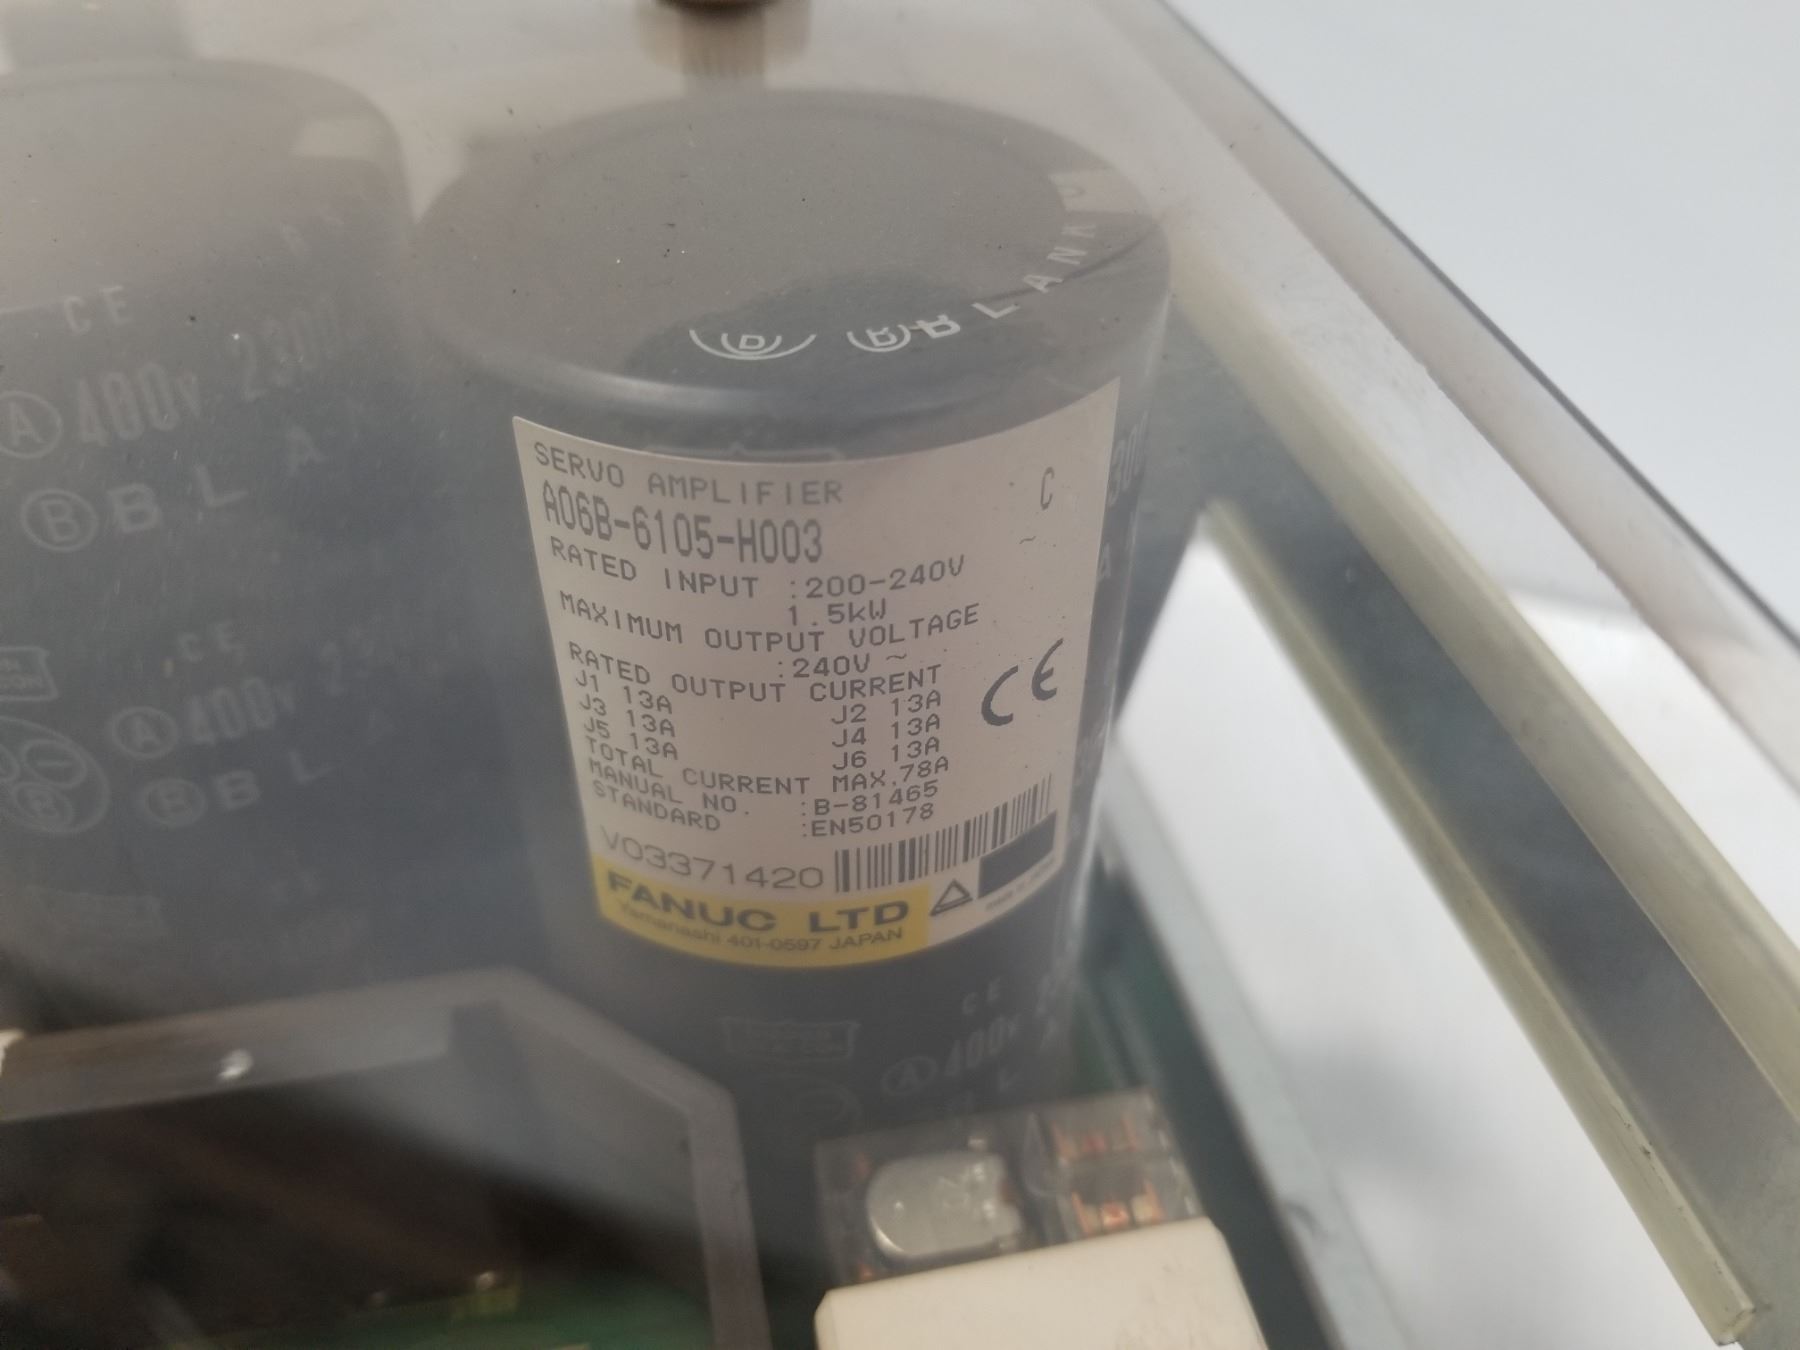 CE
A 400V 2300
B BLA
BLANKO
SERVO AMPLIFIER
A06B-6105-H003 C
RATED INPUT :200-240V ~
1.5kW
MAXIMUM OUTPUT VOLTAGE
:240V ~
RATED OUTPUT CURRENT
J1 13A J2 13A
J3 13A J4 13A
J5 13A J6 13A
TOTAL CURRENT MAX.78A
MANUAL NO. :B-81465
STANDARD :EN50178
CE
V03371420
FANUC LTD
Yamanashi 401-0597 JAPAN
CE
A 400V
B BLA
CE
A 400V